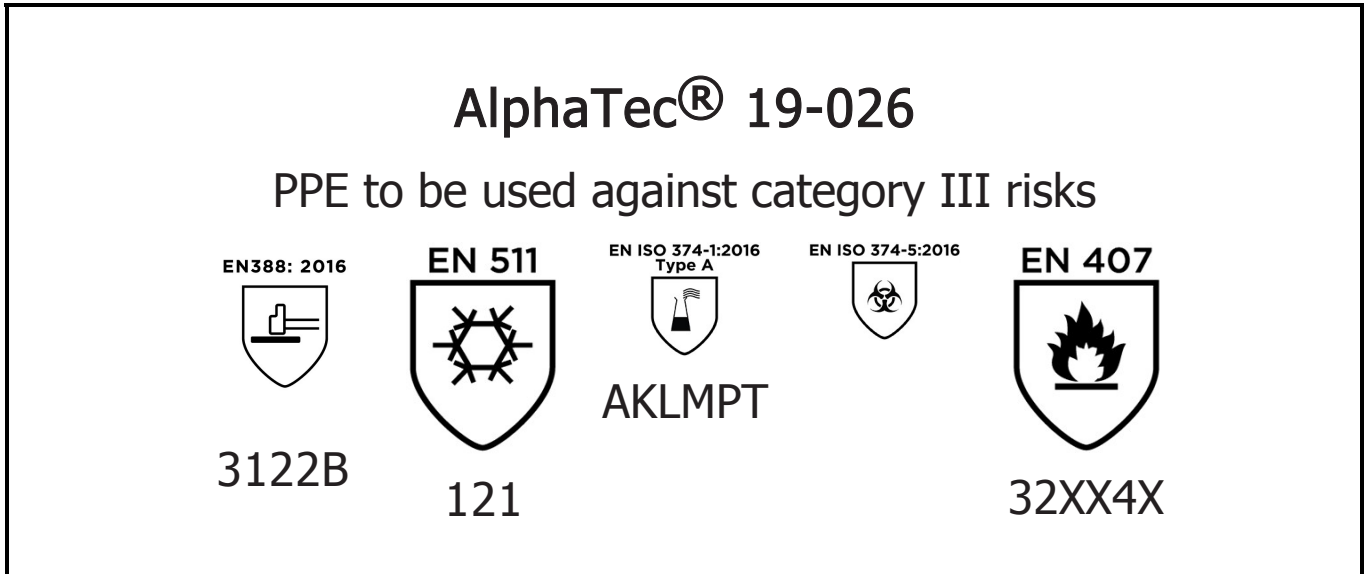 AlphaTec® 19-026
PPE to be used against category III risks
EN388: 2016
3122B
EN 511
121
EN ISO 374-1:2016
Type A
AKLMPT
EN ISO 374-5:2016
EN 407
32XX4X